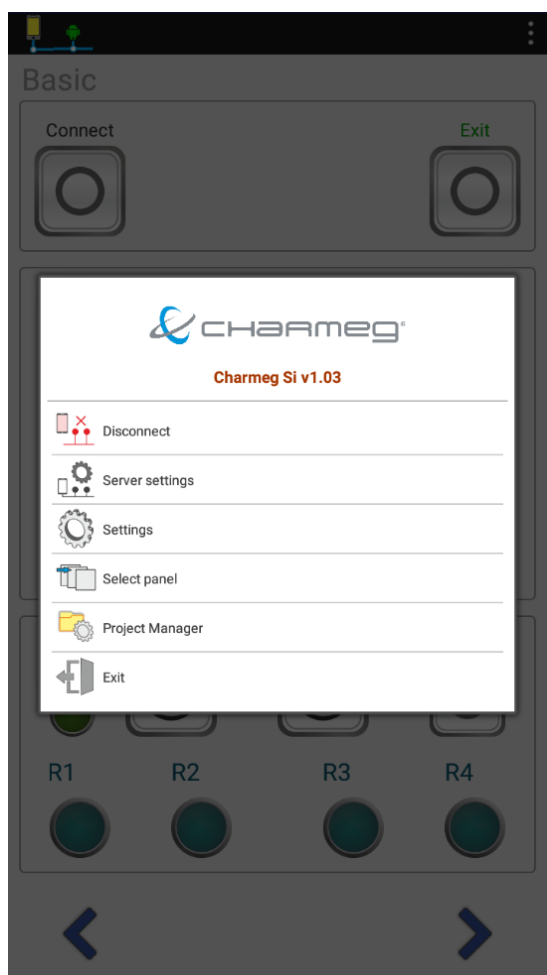 Basic
Connect
Exit
CHARMEG®
Charmeg Si v1.03
Disconnect
Server settings
Settings
Select panel
Project Manager
Exit
R1 R2 R3 R4